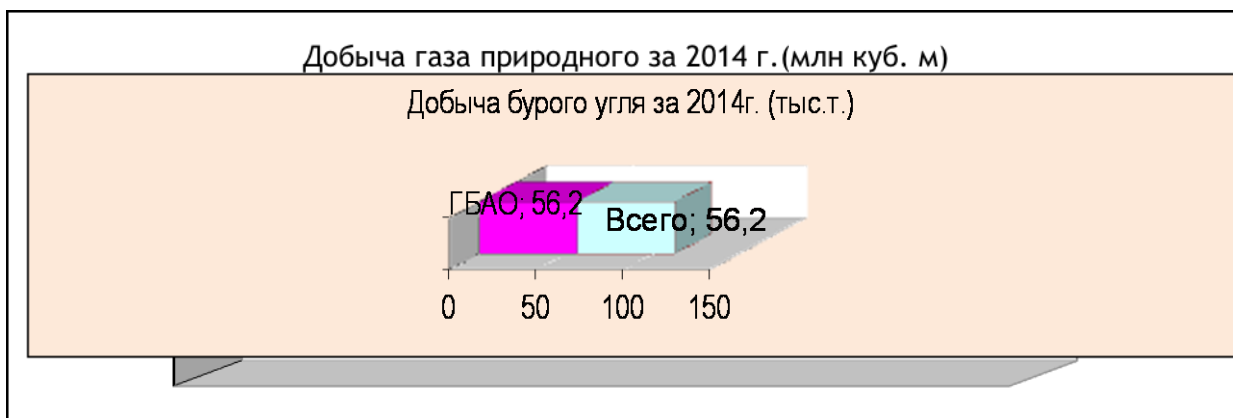 Добыча газа природного за 2014 г.(млн куб. м)
Добыча бурого угля за 2014г. (тыс.т.)
ГБАО; 56,2
Всего; 56,2
0 50 100 150